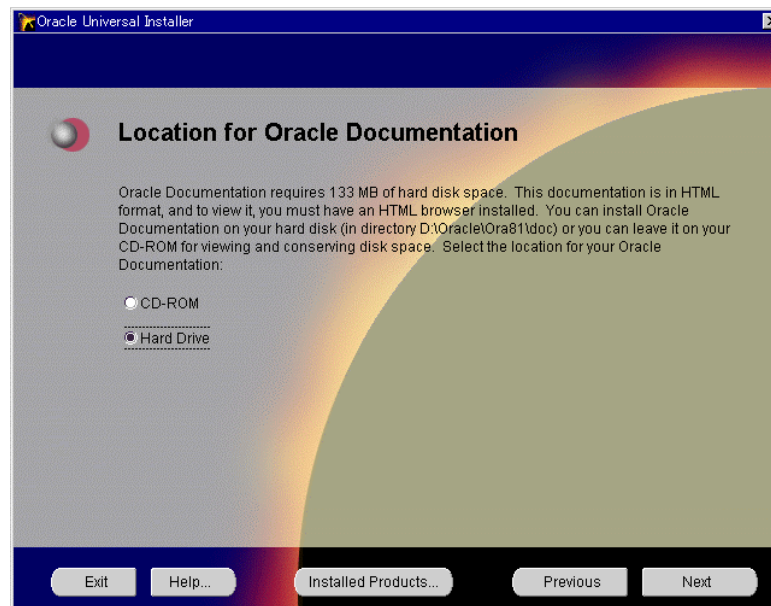 Oracle Universal Installer
Location for Oracle Documentation
Oracle Documentation requires 133 MB of hard disk space. This documentation is in HTML
format, and to view it, you must have an HTML browser installed. You can install Oracle
Documentation on your hard disk (in directory D:\Oracle\Ora81\doc) or you can leave it on your
CD-ROM for viewing and conserving disk space. Select the location for your Oracle
Documentation:
CD-ROM
Hard Drive
Exit Help... Installed Products... Previous Next